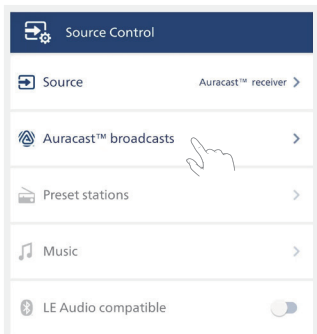 Source Control
Source Auracast™ receiver
Auracast™ broadcasts
Preset stations
Music
LE Audio compatible